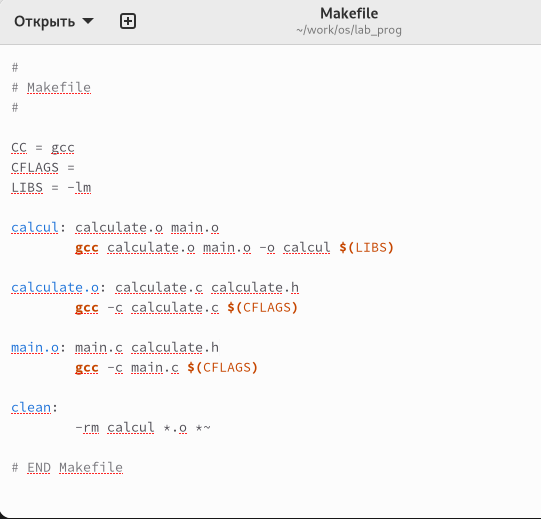 Открыть
Makefile
~/work/os/lab_prog
#
# Makefile
#
CC = gcc
CFLAGS =
LIBS = -lm
calcul: calculate.o main.o
gcc calculate.o main.o -o calcul $(LIBS)
calculate.o: calculate.c calculate.h
gcc -c calculate.c $(CFLAGS)
main.o: main.c calculate.h
gcc -c main.c $(CFLAGS)
clean:
-rm calcul *.o *~
# END Makefile